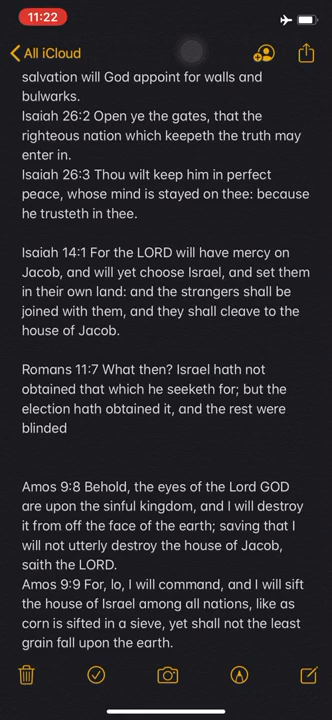 11:22
All iCloud
salvation will God appoint for walls and
bulwarks.
Isaiah 26:2 Open ye the gates, that the
righteous nation which keepeth the truth may
enter in.
Isaiah 26:3 Thou wilt keep him in perfect
peace, whose mind is stayed on thee: because
he trusteth in thee.
Isaiah 14:1 For the LORD will have mercy on
Jacob, and will yet choose Israel, and set them
in their own land: and the strangers shall be
joined with them, and they shall cleave to the
house of Jacob.
Romans 11:7 What then? Israel hath not
obtained that which he seeketh for; but the
election hath obtained it, and the rest were
blinded
Amos 9:8 Behold, the eyes of the Lord GOD
are upon the sinful kingdom, and I will destroy
it from off the face of the earth; saving that I
will not utterly destroy the house of Jacob,
saith the LORD.
Amos 9:9 For, lo, I will command, and I will sift
the house of Israel among all nations, like as
corn is sifted in a sieve, yet shall not the least
grain fall upon the earth.